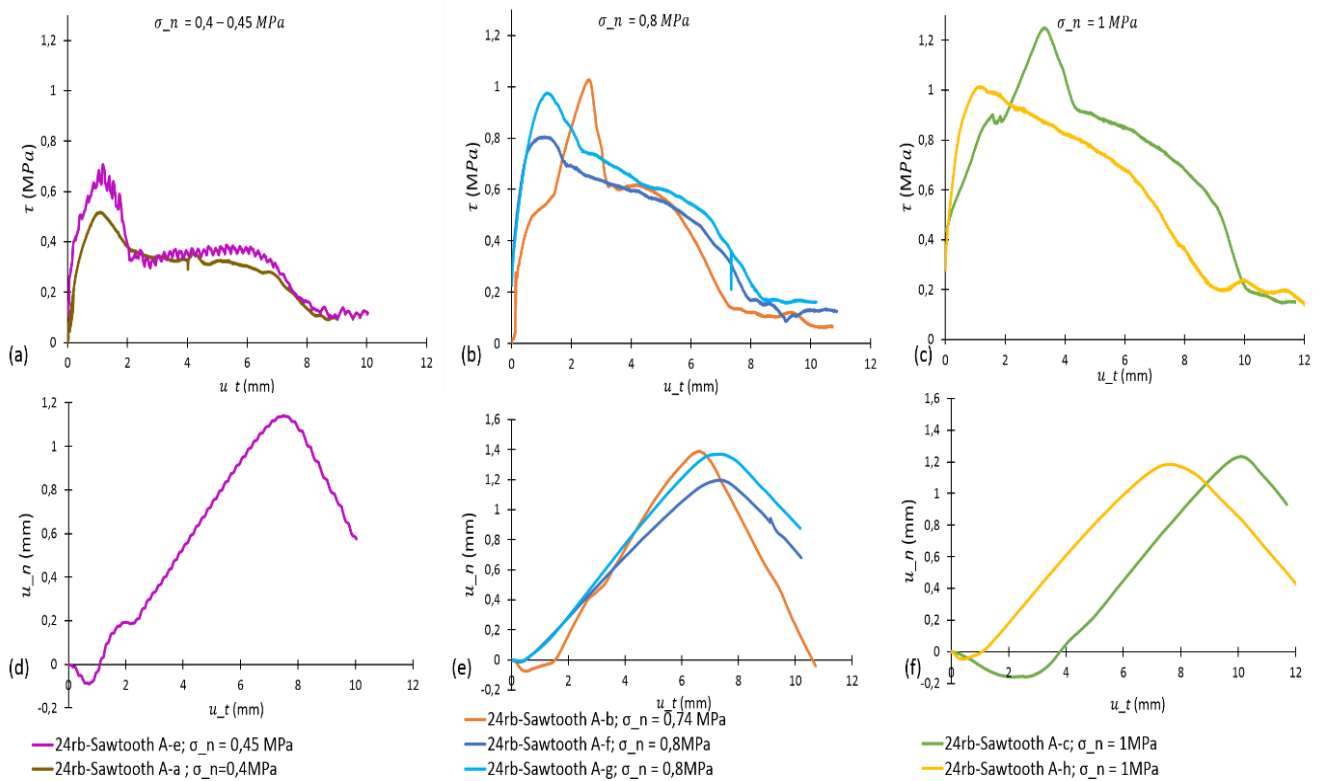 σ_n = 0,4 – 0,45 MPa
1,2
1
0,8
0,6
0,4
0,2
0
0 2 4 6 8 10 12
τ (MPa)
u_t (mm)
(a)
σ_n = 0,8 MPa
1,2
1
0,8
0,6
0,4
0,2
0
0 2 4 6 8 10 12
τ (MPa)
u_t (mm)
(b)
σ_n = 1 MPa
1,2
1
0,8
0,6
0,4
0,2
0
0 2 4 6 8 10 12
τ (MPa)
u_t (mm)
(c)
1,2
1
0,8
0,6
0,4
0,2
0
-0,2
0 2 4 6 8 10 12
u_n (mm)
u_t (mm)
(d)
1,6
1,4
1,2
1
0,8
0,6
0,4
0,2
0
-0,2
0 2 4 6 8 10 12
u_n (mm)
u_t (mm)
(e)
1,6
1,4
1,2
1
0,8
0,6
0,4
0,2
0
-0,2
0 2 4 6 8 10 12
u_n (mm)
u_t (mm)
(f)
24rb-Sawtooth A-e; σ_n = 0,45 MPa
24rb-Sawtooth A-a ; σ_n=0,4MPa
24rb-Sawtooth A-b; σ_n = 0,74 MPa
24rb-Sawtooth A-f; σ_n = 0,8MPa
24rb-Sawtooth A-g; σ_n = 0,8MPa
24rb-Sawtooth A-c; σ_n = 1MPa
24rb-Sawtooth A-h; σ_n = 1MPa